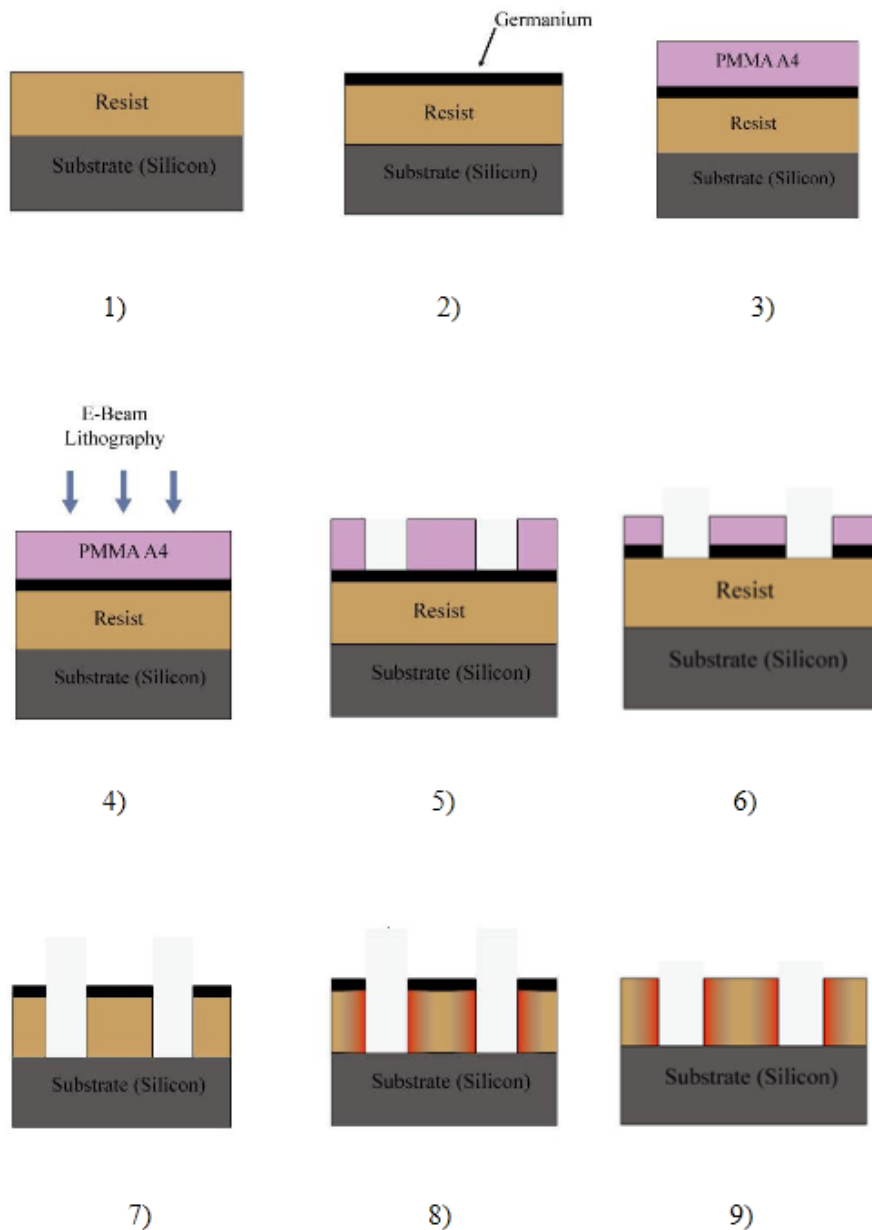 Germanium
PMMA A4
Resist
Resist
Resist
Substrate (Silicon)
Substrate (Silicon)
Substrate (Silicon)
1)
2)
3)
E-Beam
Lithography
PMMA A4
Resist
Resist
Resist
Substrate (Silicon)
Substrate (Silicon)
Substrate (Silicon)
4)
5)
6)
Substrate (Silicon)
Substrate (Silicon)
Substrate (Silicon)
7)
8)
9)